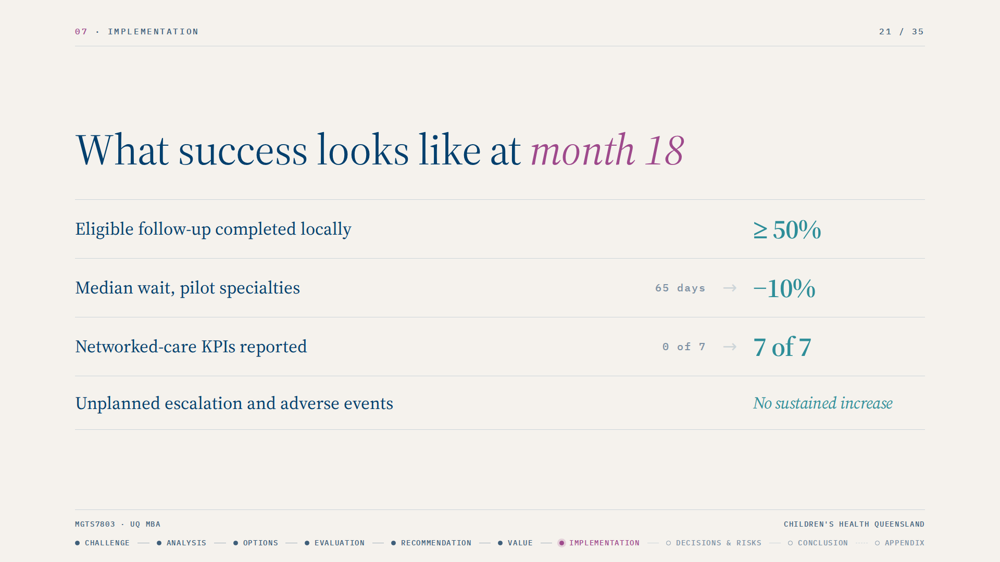 07 · IMPLEMENTATION
21 / 35
What success looks like at month 18
Eligible follow-up completed locally
≥ 50%
Median wait, pilot specialties
65 days → −10%
Networked-care KPIs reported
0 of 7 → 7 of 7
Unplanned escalation and adverse events
No sustained increase
MGTS7803 · UQ MBA
CHILDREN'S HEALTH QUEENSLAND
CHALLENGE ANALYSIS OPTIONS EVALUATION RECOMMENDATION VALUE IMPLEMENTATION DECISIONS & RISKS CONCLUSION APPENDIX